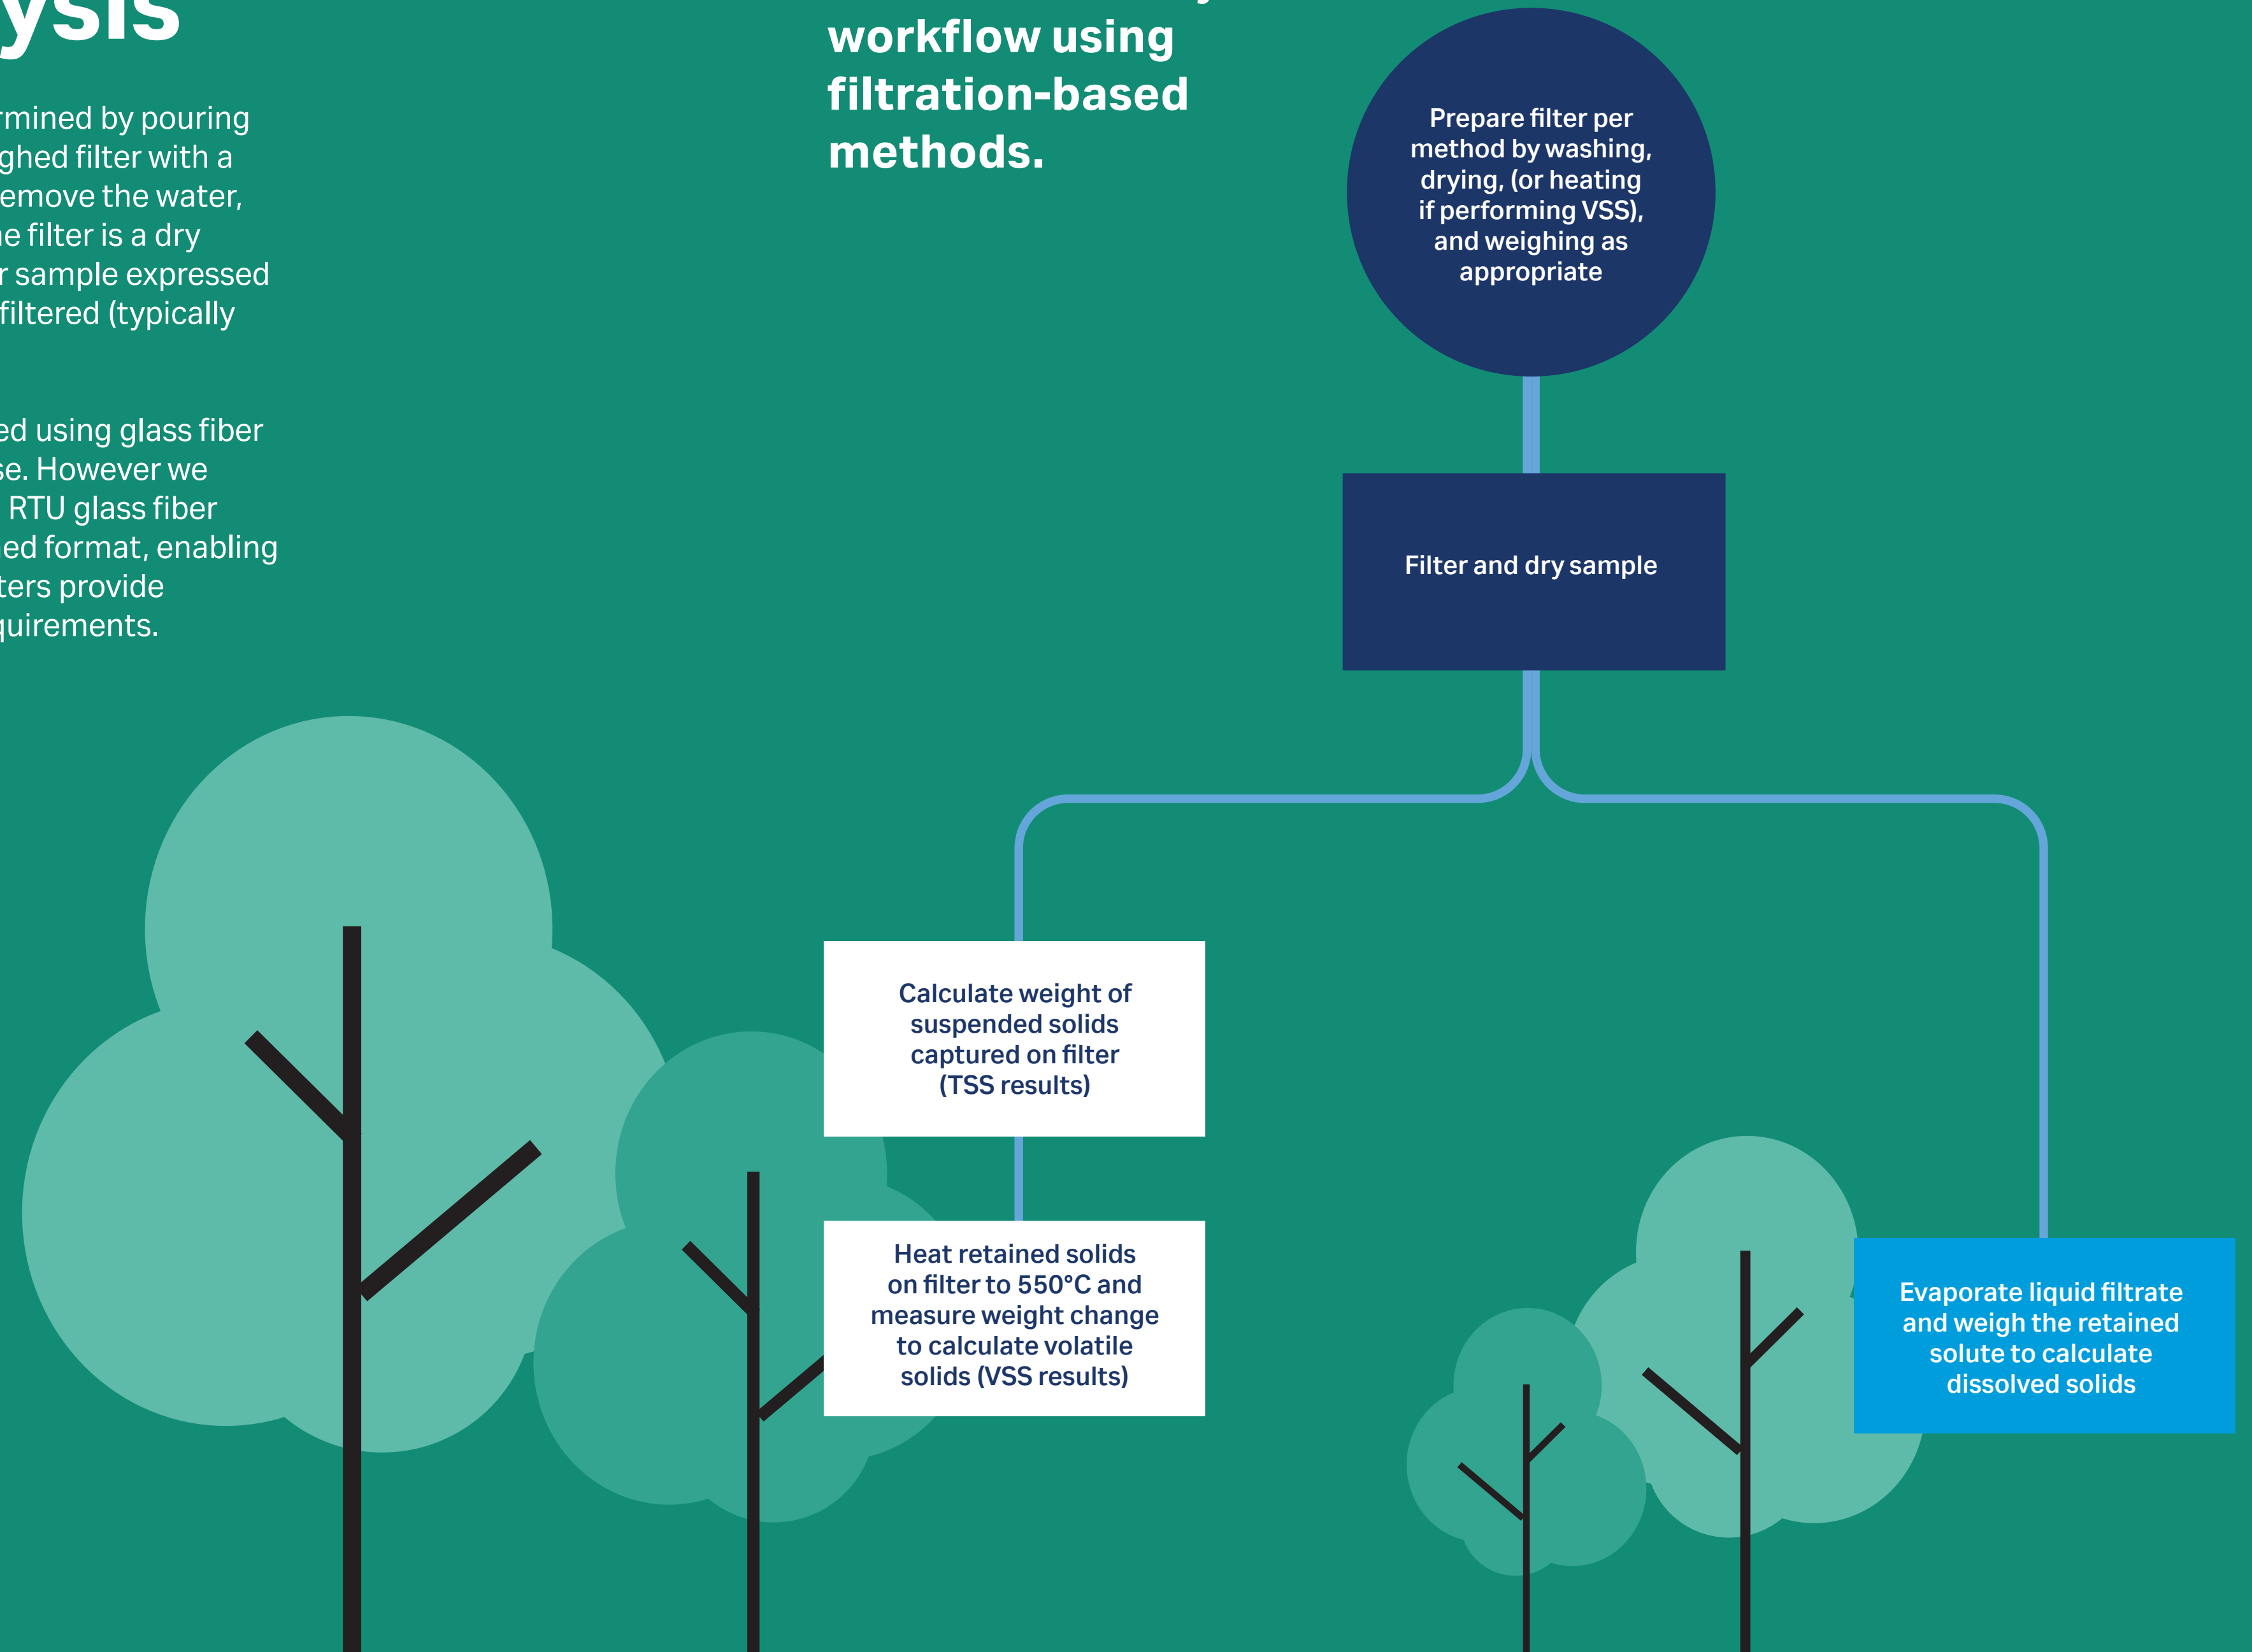 ysis
rmined by pouring
ghed filter with a
emove the water,
e filter is a dry
r sample expressed
filtered (typically
ed using glass fiber
se. However we
RTU glass fiber
ed format, enabling
ters provide
quirements.
workflow using
filtration-based
methods.
Prepare filter per
method by washing,
drying, (or heating
if performing VSS),
and weighing as
appropriate
Filter and dry sample
Calculate weight of
suspended solids
captured on filter
(TSS results)
Heat retained solids
on filter to 550°C and
measure weight change
to calculate volatile
solids (VSS results)
Evaporate liquid filtrate
and weigh the retained
solute to calculate
dissolved solids